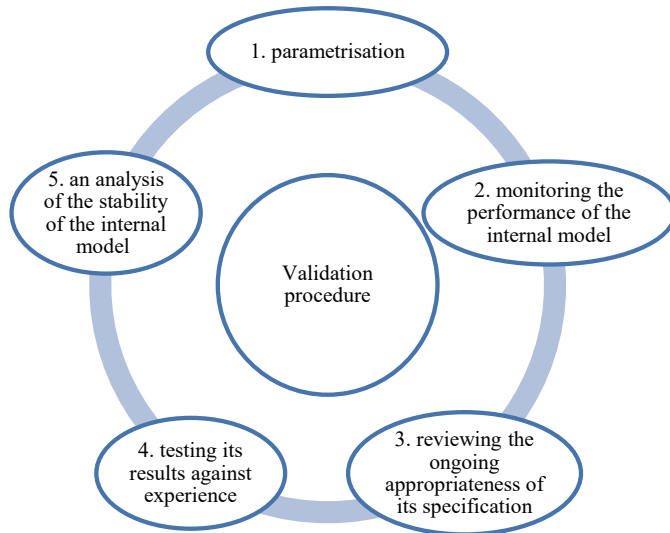 1. parametrisation
2. monitoring the
performance of the
internal model
3. reviewing the
ongoing
appropriateness of
its specification
4. testing its
results against
experience
5. an analysis
of the stability
of the internal
model
Validation
procedure